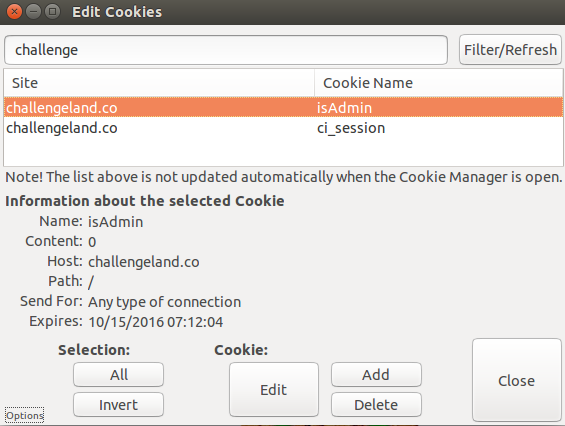 Edit Cookies
challenge
Filter/Refresh
Site Cookie Name
challengeland.co isAdmin
challengeland.co ci_session
Note! The list above is not updated automatically when the Cookie Manager is open.
Information about the selected Cookie
Name: isAdmin
Content: 0
Host: challengeland.co
Path: /
Send For: Any type of connection
Expires: 10/15/2016 07:12:04
Selection: Cookie:
All Edit Add Close
Invert Delete
Options